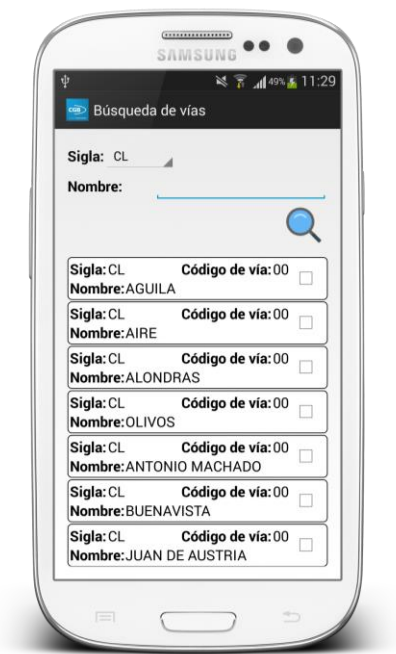 SAMSUNG
49% 11:29
CGB Búsqueda de vías
Sigla: CL
Nombre:
Sigla:CL Código de vía:00
Nombre:AGUILA
Sigla:CL Código de vía:00
Nombre:AIRE
Sigla:CL Código de vía:00
Nombre:ALONDRAS
Sigla:CL Código de vía:00
Nombre:OLIVOS
Sigla:CL Código de vía:00
Nombre:ANTONIO MACHADO
Sigla:CL Código de vía:00
Nombre:BUENAVISTA
Sigla:CL Código de vía:00
Nombre:JUAN DE AUSTRIA